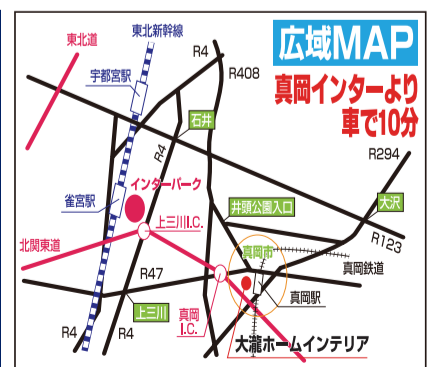 東北道
東北新幹線
R4
広域MAP
宇都宮駅
R408
真岡インターより
車で10分
石井
R4
R294
インターパーク
雀宮駅
井頭公園入口
大沢
上三川I.C.
北関東道
真岡市
R123
R47
真岡鉄道
上三川
真岡
I.C.
真岡駅
R4
R4
大瀧ホームインテリア